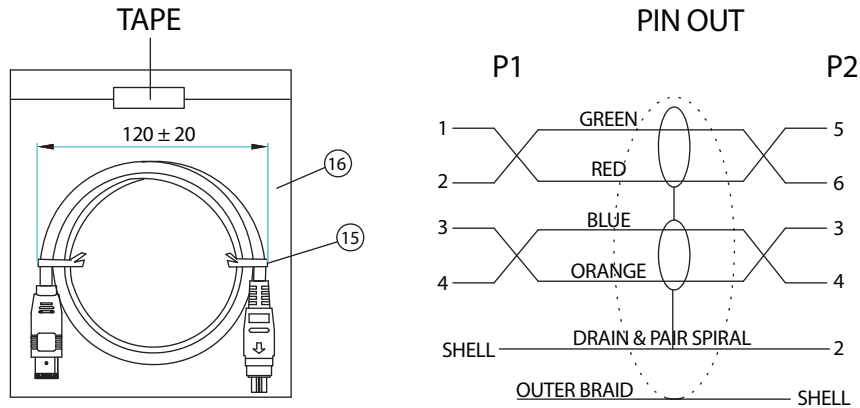 TAPE
120 ± 20
16
15
PIN OUT
P1 P2
1 GREEN 5
2 RED 6
3 BLUE 3
4 ORANGE 4
SHELL DRAIN & PAIR SPIRAL 2
OUTER BRAID SHELL